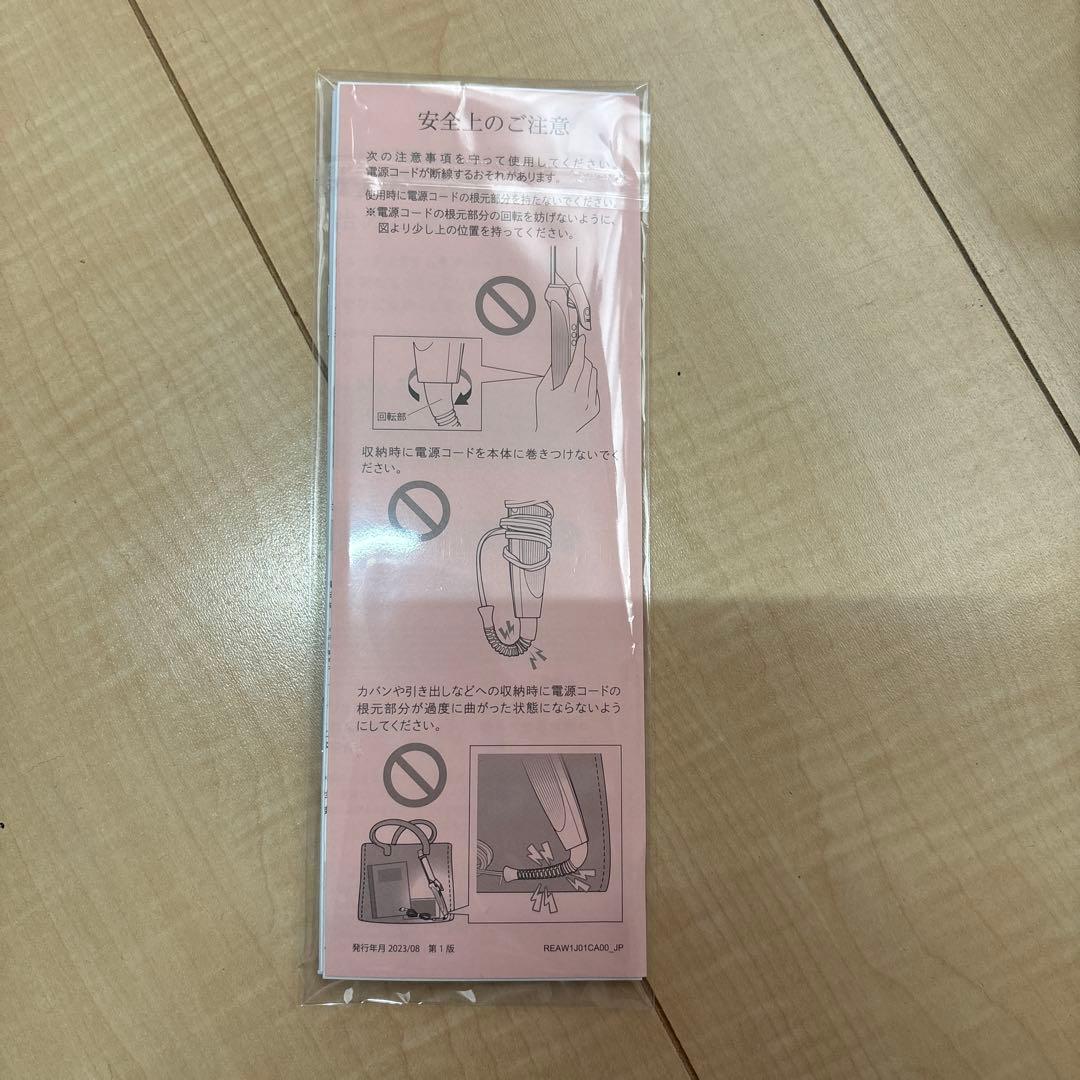 安全上のご注意
次の注意事項を守って使用してください。
電源コードが断線するおそれがあります。
使用時に電源コードの根元部分を持たないでください。
※電源コードの根元部分の回転を妨げないように、
図より少し上の位置を持ってください。
回転部
収納時に電源コードを本体に巻きつけないでく
ださい。
カバンや引き出しなどへの収納時に電源コードの
根元部分が過度に曲がった状態にならないよう
にしてください。
発行年月 2023/08 第1版
REAW1J01CA00_JP